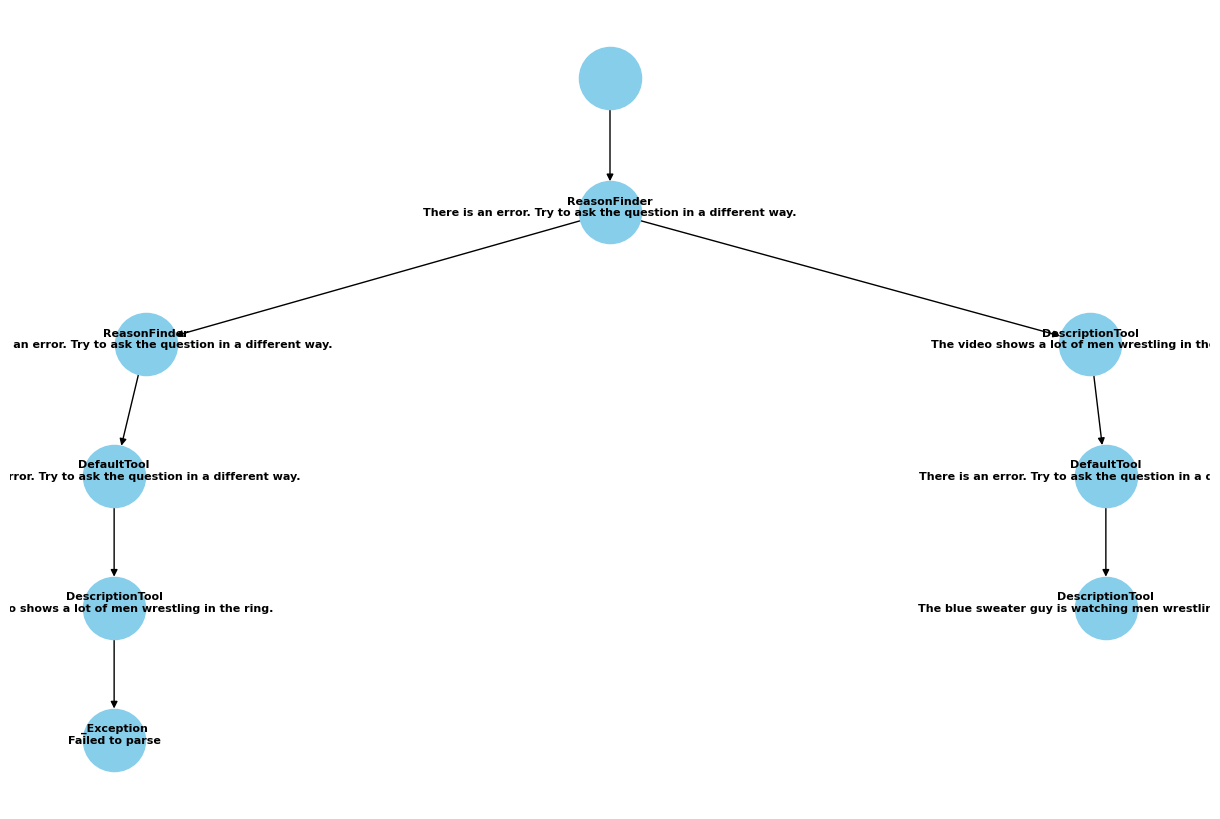 ReasonFinder
There is an error. Try to ask the question in a different way.
ReasonFinder
an error. Try to ask the question in a different way.
DescriptionTool
The video shows a lot of men wrestling in
DefaultTool
Try to ask the question in a different way.
DefaultTool
There is an error. Try to ask the question in a
DescriptionTool
shows a lot of men wrestling in the ring.
DescriptionTool
The blue sweater guy is watching men
_Exception
Failed to parse